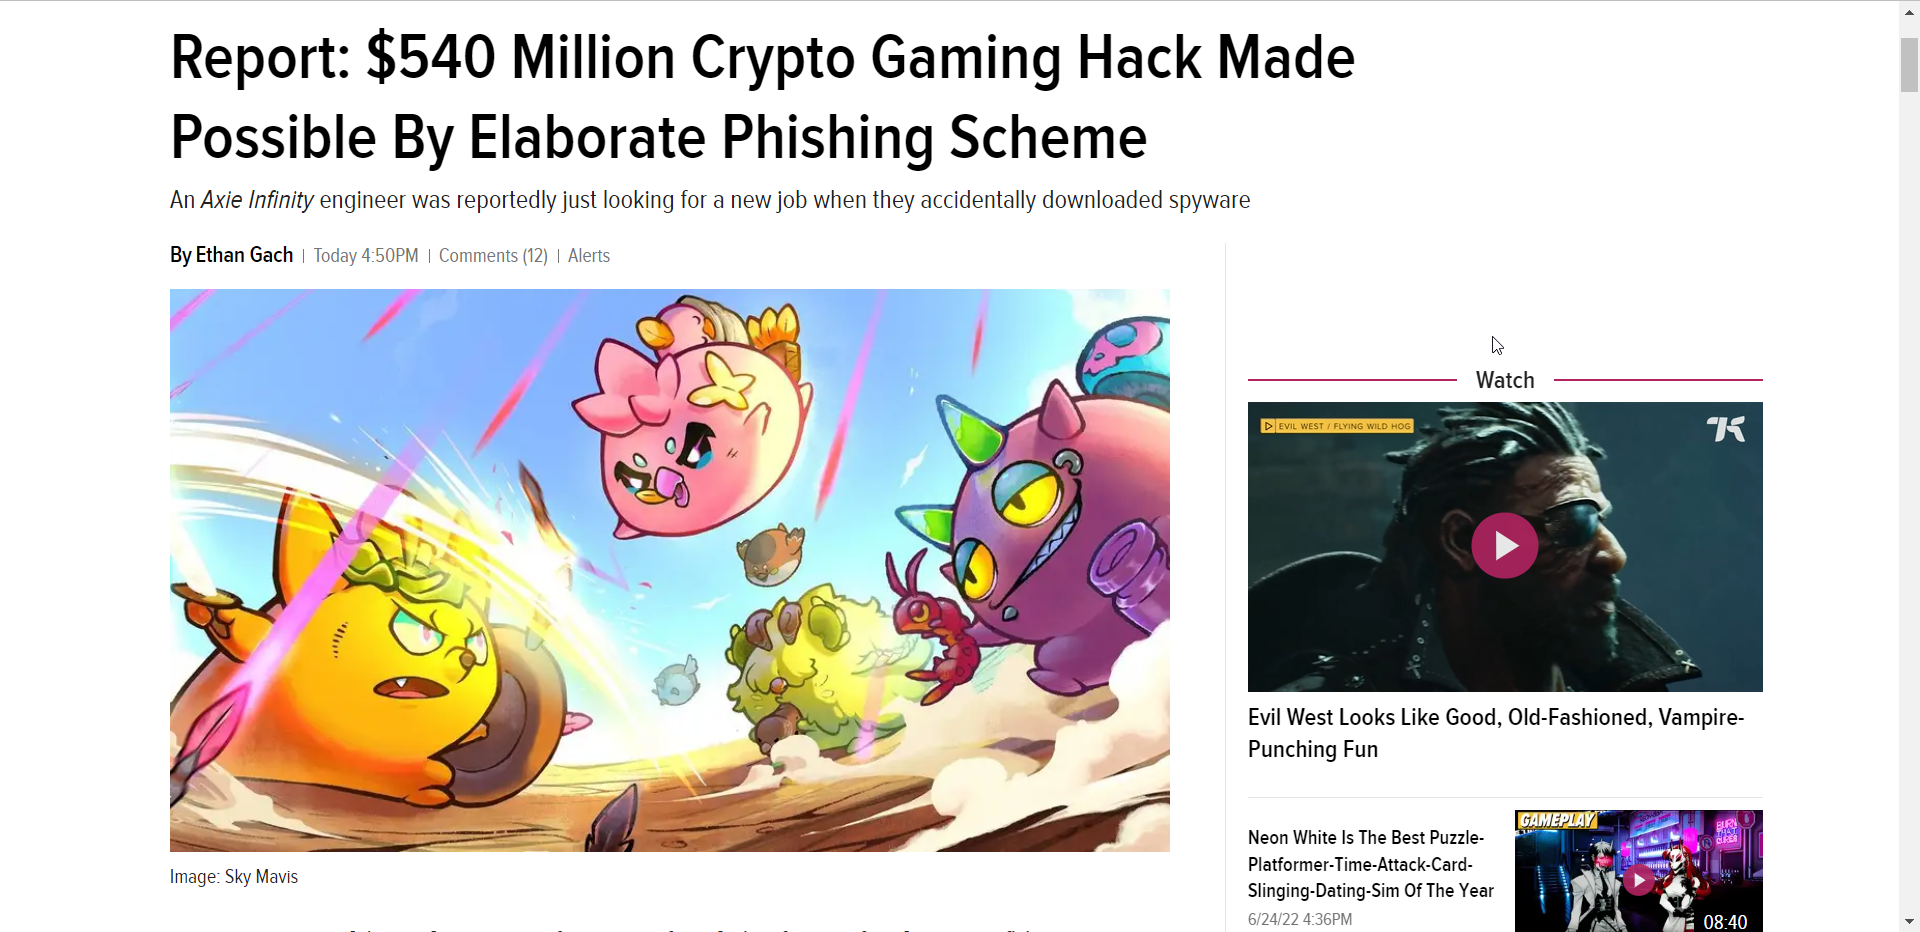 Report: $540 Million Crypto Gaming Hack Made
Possible By Elaborate Phishing Scheme
An Axie Infinity engineer was reportedly just looking for a new job when they accidentally downloaded spyware
By Ethan Gach | Today 4:50PM | Comments (12) | Alerts
Image: Sky Mavis
Watch
EVIL WEST / FLYING WILD HOG
Evil West Looks Like Good, Old-Fashioned, Vampire-
Punching Fun
Neon White Is The Best Puzzle-
Platformer-Time-Attack-Card-
Slinging-Dating-Sim Of The Year
6/24/22 4:36PM
GAMEPLAY
BURN
THAT
CURES
08:40